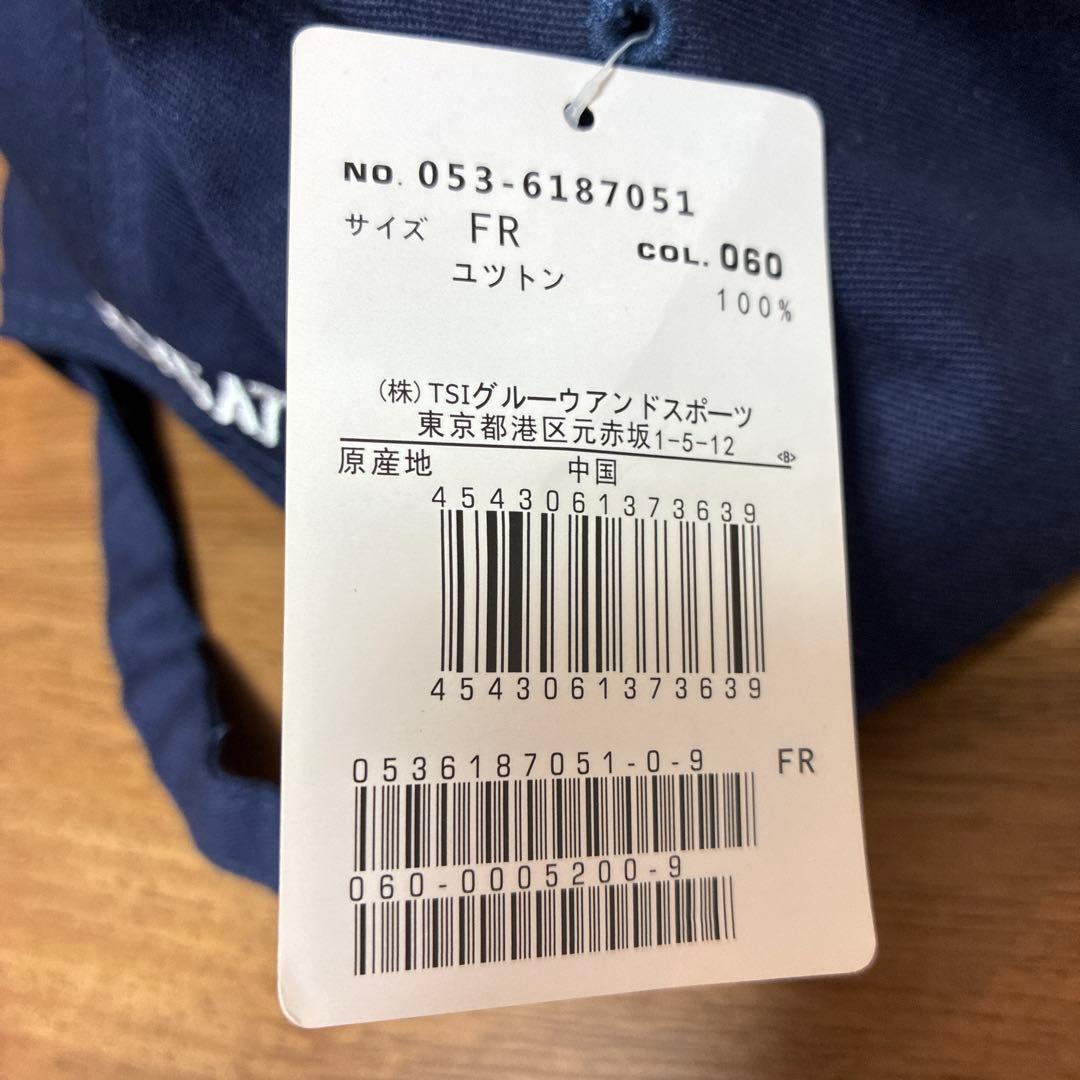 NO. 053-6187051
サイズ FR COL. 060
ユツトン 100%
(株)TSIグルーウアンドスポーツ
東京都港区元赤坂1-5-12 <B>
原産地 中国
4543061373639
4543061373639
0536187051-0-9 FR
060-0005200-9